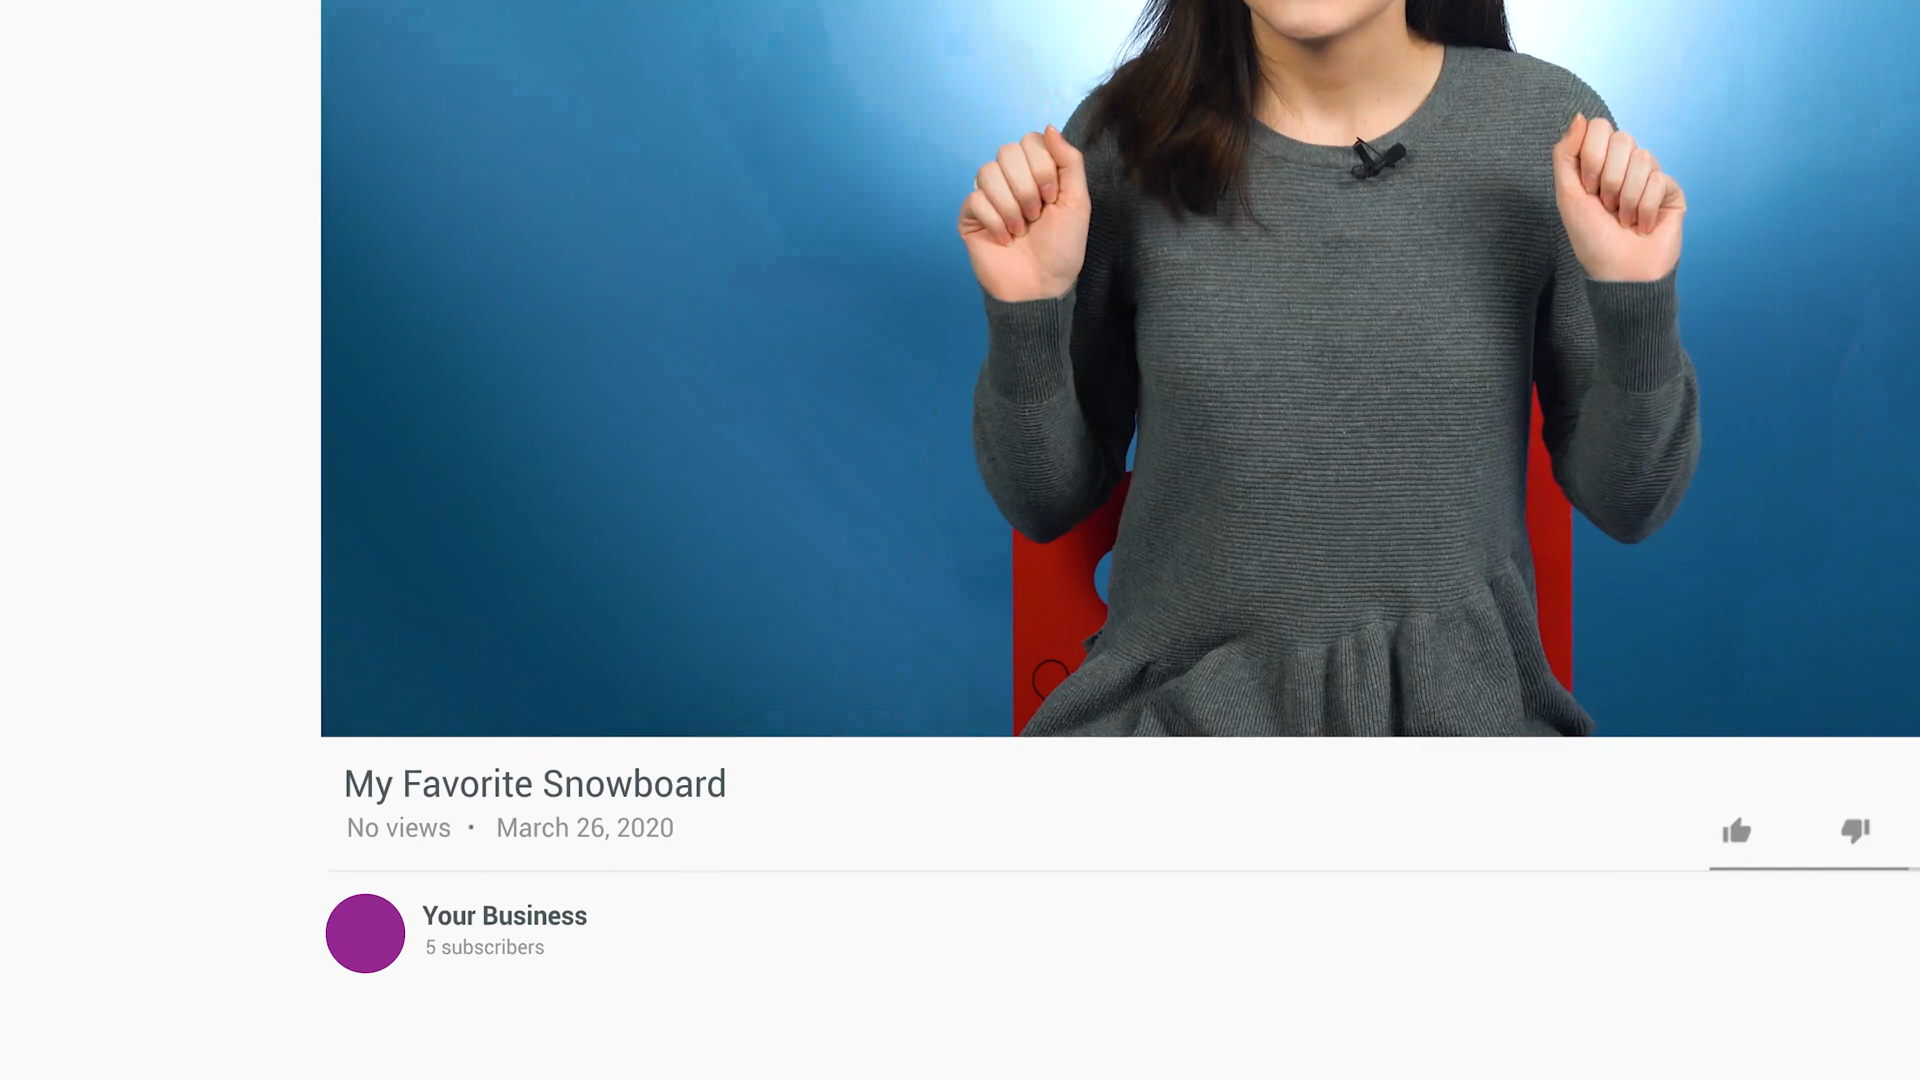 My Favorite Snowboard
No views • March 26, 2020
Your Business
5 subscribers